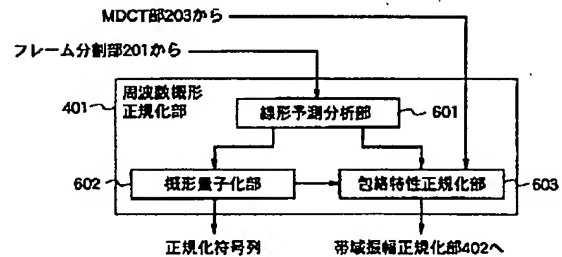 MDCT部203から
フレーム分割部201から
周波数概形
正規化部
401
線形予測分析部
601
602
概形量子化部
包絡特性正規化部
603
正規化符号列
帯域振幅正規化部402へ